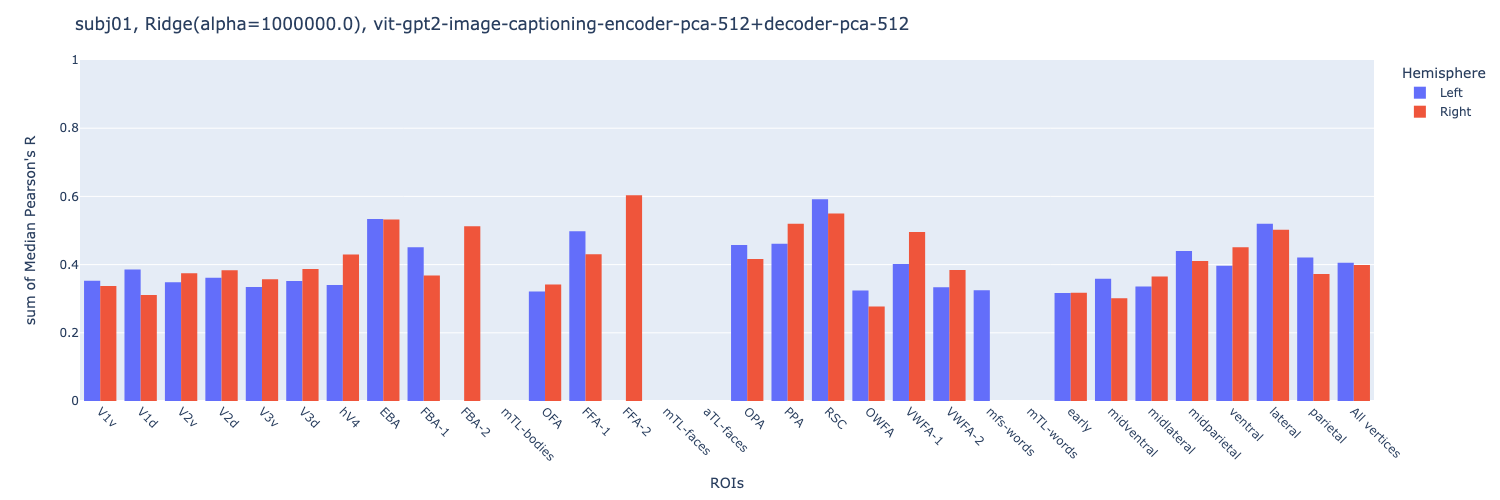 subj01, Ridge(alpha=1000000.0), vit-gpt2-image-captioning-encoder-pca-512+decoder-pca-512
Hemisphere
Left
Right
sum of Median Pearson's R
1
0.8
0.6
0.4
0.2
0
V1v
V1d
V2v
V2d
V3v
V3d
hV4
EBA
FBA-1
FBA-2
mTL-bodies
OFA
FFA-1
FFA-2
mTL-faces
aTL-faces
OPA
PPA
RSC
OWFA
VWFA-1
VWFA-2
mfs-words
mTL-words
early
midventral
midlateral
midparietal
ventral
lateral
parietal
All vertices
ROIs